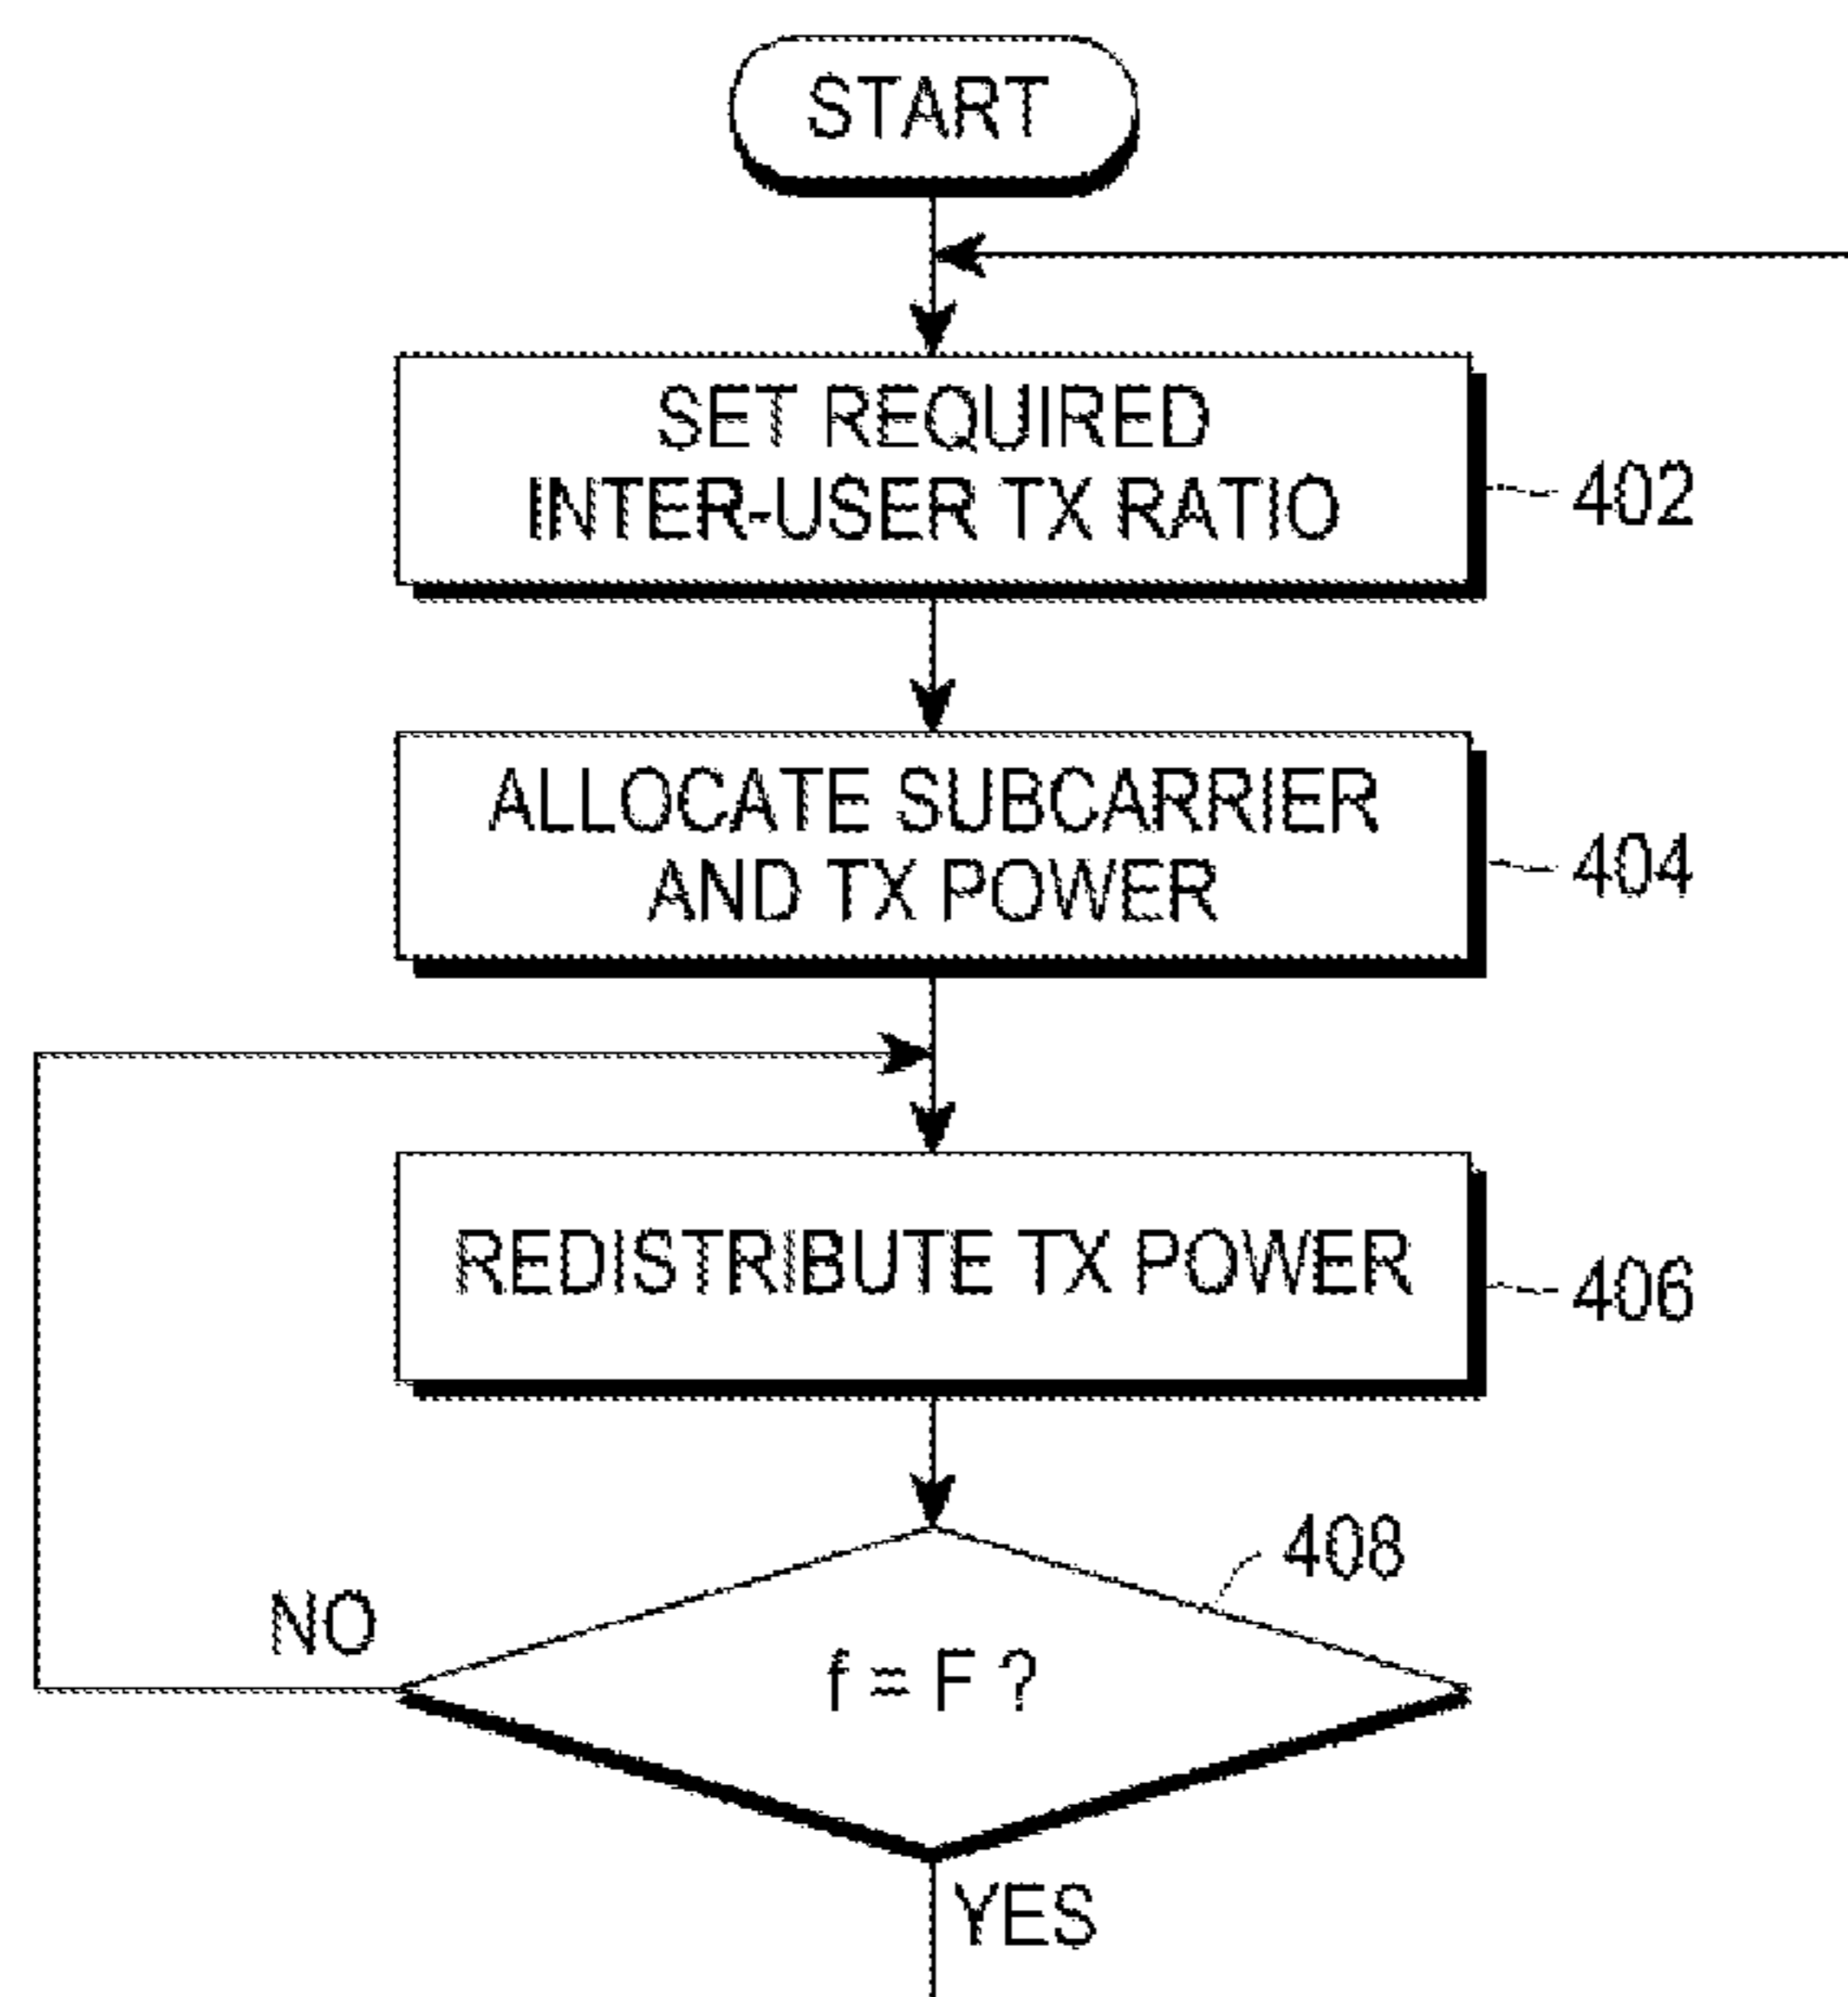 START
SET REQUIRED
INTER-USER TX RATIO
402
ALLOCATE SUBCARRIER
AND TX POWER
404
REDISTRIBUTE TX POWER
406
408
NO
f = F ?
YES